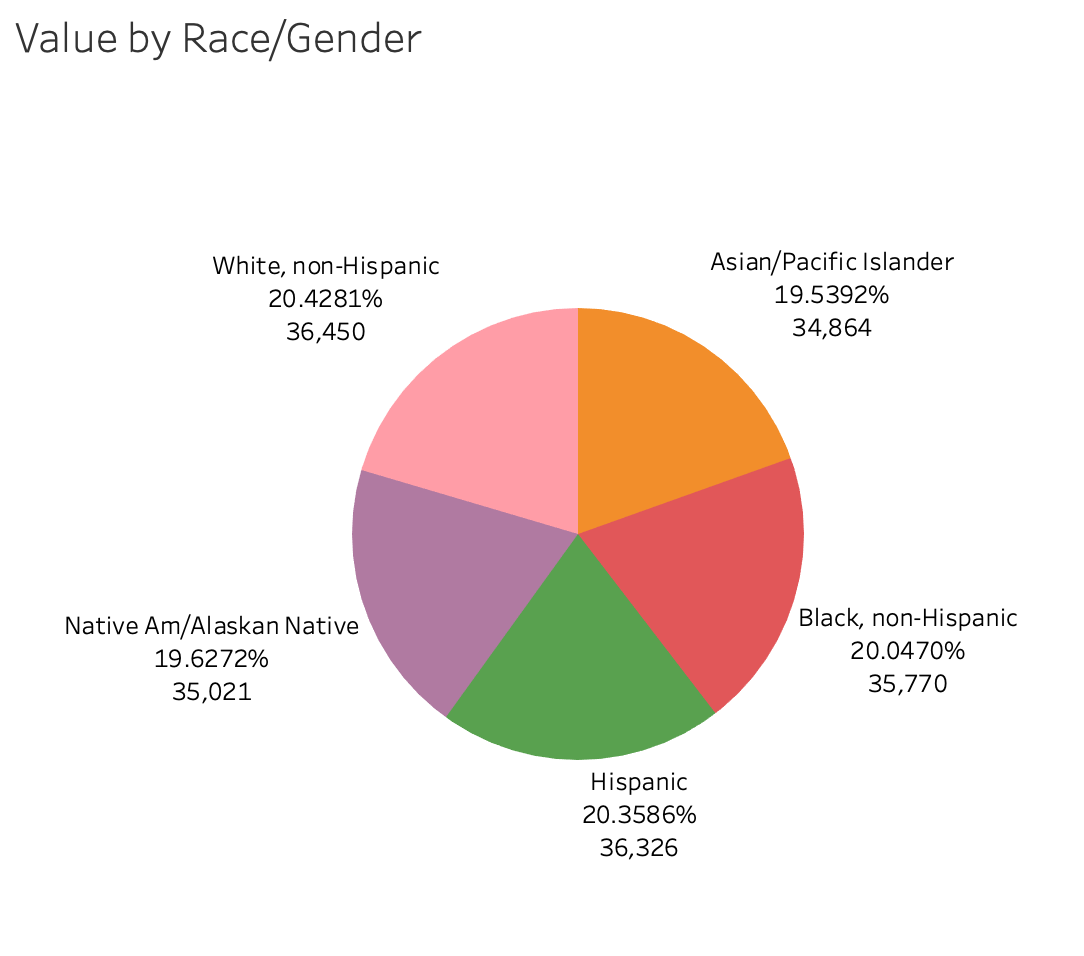 Value by Race/Gender
White, non-Hispanic
20.4281%
36,450
Asian/Pacific Islander
19.5392%
34,864
Native Am/Alaskan Native
19.6272%
35,021
Black, non-Hispanic
20.0470%
35,770
Hispanic
20.3586%
36,326